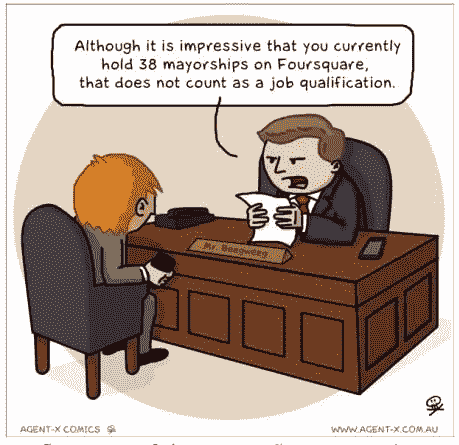 Although it is impressive that you currently
hold 38 mayorships on Foursquare,
that does not count as a job qualification.
AGENT-X COMICS
WWW.AGENT-X.COM.AU